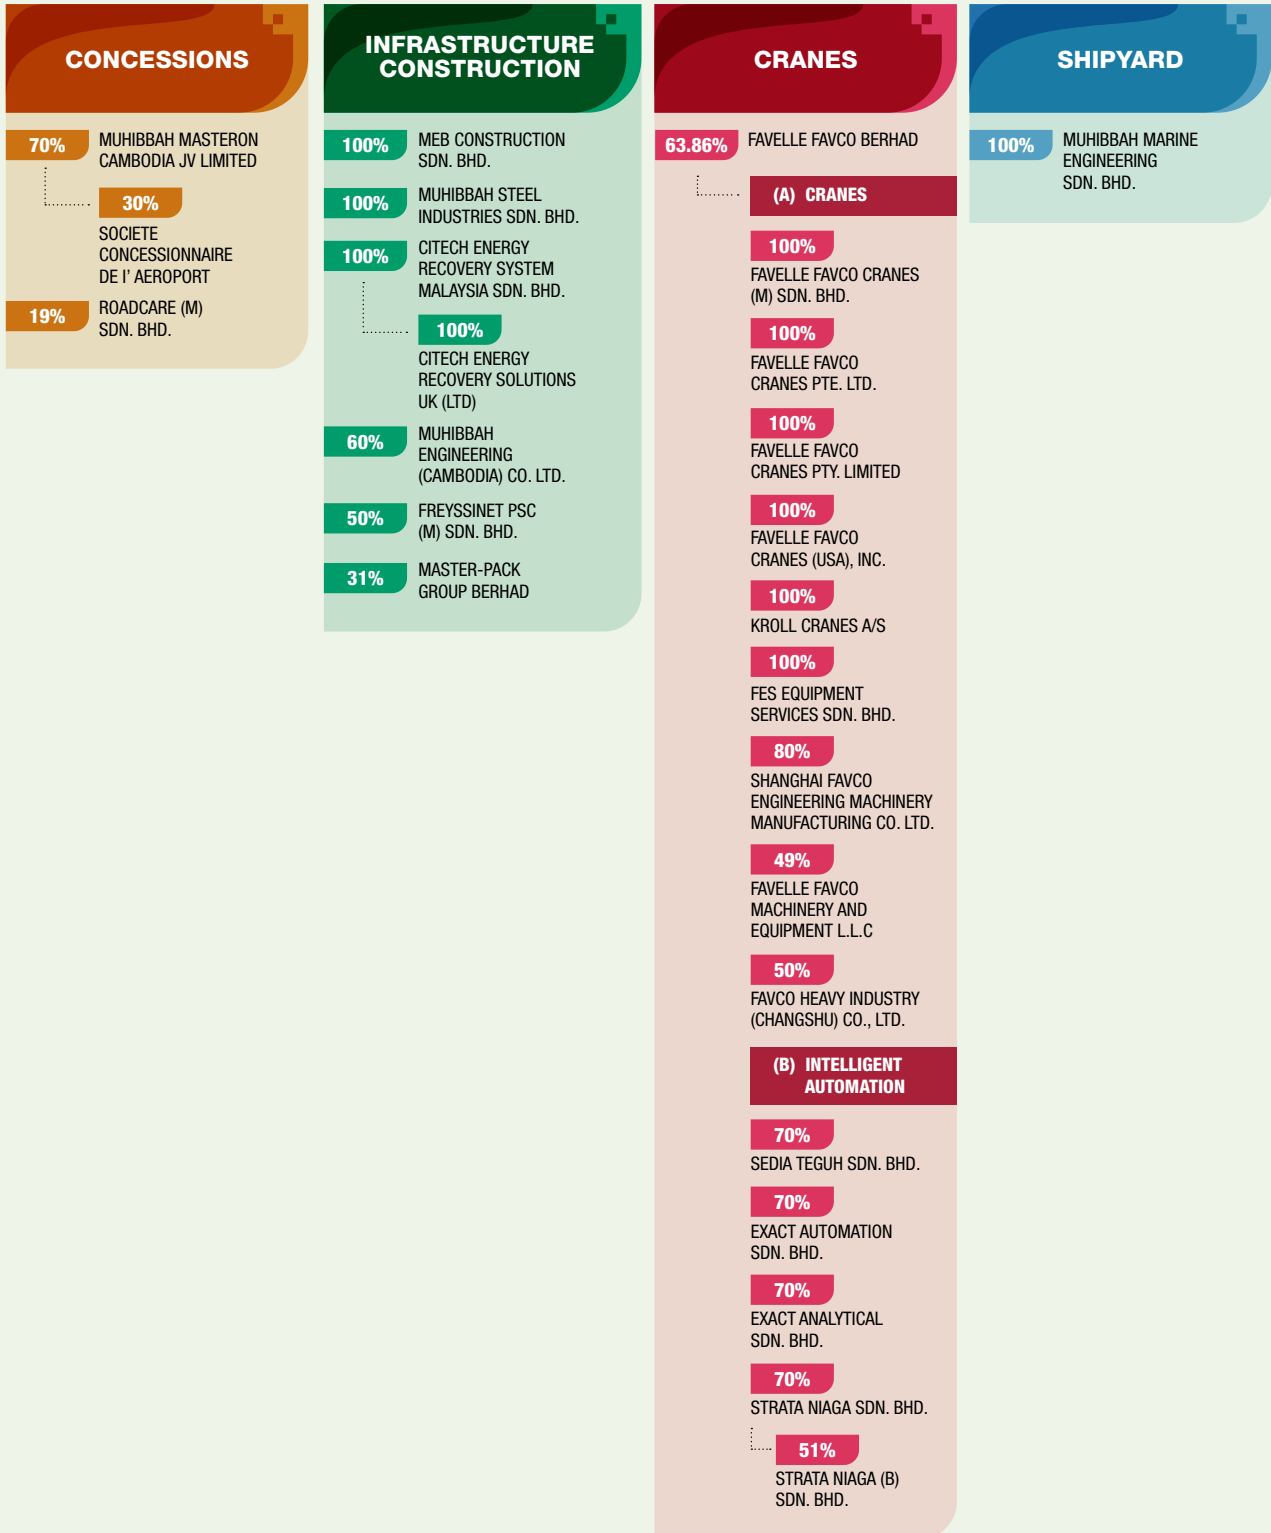 CONCESSIONS
70%
MUHIBBAH MASTERON
CAMBODIA JV LIMITED
30%
SOCIETE
CONCESSIONNAIRE
DE l' AEROPORT
19%
ROADCARE (M)
SDN. BHD.
INFRASTRUCTURE
CONSTRUCTION
100%
MEB CONSTRUCTION
SDN. BHD.
100%
MUHIBBAH STEEL
INDUSTRIES SDN. BHD.
100%
CITECH ENERGY
RECOVERY SYSTEM
MALAYSIA SDN. BHD.
100%
CITECH ENERGY
RECOVERY SOLUTIONS
UK (LTD)
60%
MUHIBBAH
ENGINEERING
(CAMBODIA) CO. LTD.
50%
FREYSSINET PSC
(M) SDN. BHD.
31%
MASTER-PACK
GROUP BERHAD
CRANES
63.86%
FAVELLE FAVCO BERHAD
(A) CRANES
100%
FAVELLE FAVCO CRANES
(M) SDN. BHD.
100%
FAVELLE FAVCO
CRANES PTE. LTD.
100%
FAVELLE FAVCO
CRANES PTY. LIMITED
100%
FAVELLE FAVCO
CRANES (USA), INC.
100%
KROLL CRANES A/S
100%
FES EQUIPMENT
SERVICES SDN. BHD.
80%
SHANGHAI FAVCO
ENGINEERING MACHINERY
MANUFACTURING CO. LTD.
49%
FAVELLE FAVCO
MACHINERY AND
EQUIPMENT L.L.C
50%
FAVCO HEAVY INDUSTRY
(CHANGSHU) CO., LTD.
(B) INTELLIGENT
AUTOMATION
70%
SEDIA TEGUH SDN. BHD.
70%
EXACT AUTOMATION
SDN. BHD.
70%
EXACT ANALYTICAL
SDN. BHD.
70%
STRATA NIAGA SDN. BHD.
51%
STRATA NIAGA (B)
SDN. BHD.
SHIPYARD
100%
MUHIBBAH MARINE
ENGINEERING
SDN. BHD.